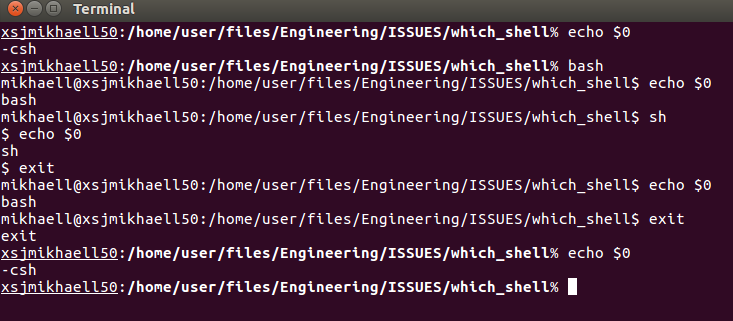 Terminal
xsjmikhaell50:/home/user/files/Engineering/ISSUES/which_shell% echo $0
-csh
xsjmikhaell50:/home/user/files/Engineering/ISSUES/which_shell% bash
mikhaell@xsjmikhaell50:/home/user/files/Engineering/ISSUES/which_shell$ echo $0
bash
mikhaell@xsjmikhaell50:/home/user/files/Engineering/ISSUES/which_shell$ sh
$ echo $0
sh
$ exit
mikhaell@xsjmikhaell50:/home/user/files/Engineering/ISSUES/which_shell$ echo $0
bash
mikhaell@xsjmikhaell50:/home/user/files/Engineering/ISSUES/which_shell$ exit
exit
xsjmikhaell50:/home/user/files/Engineering/ISSUES/which_shell% echo $0
-csh
xsjmikhaell50:/home/user/files/Engineering/ISSUES/which_shell%